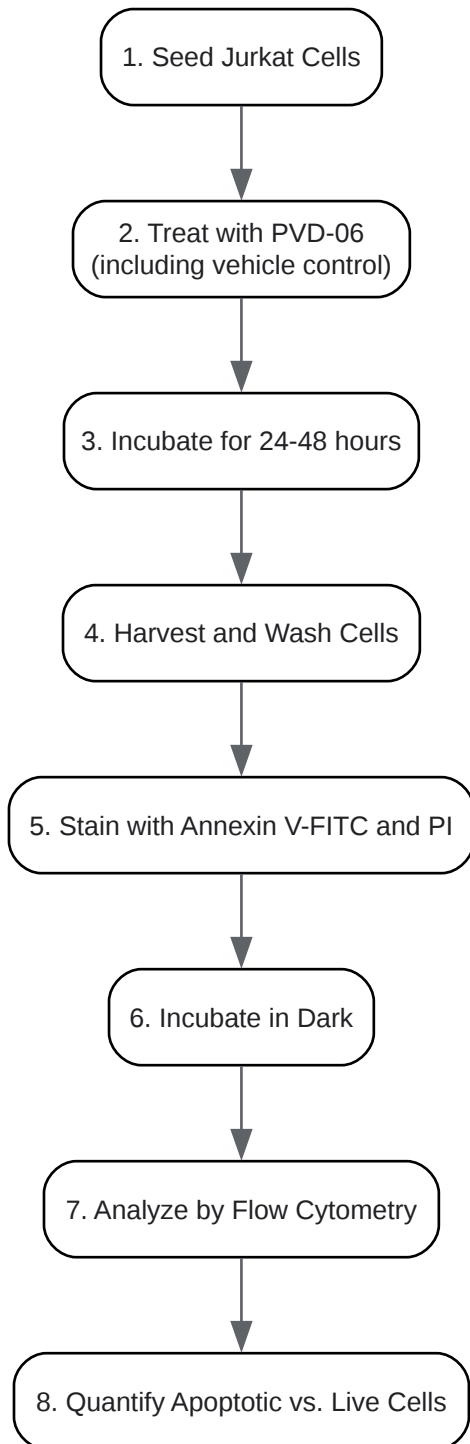 1. Seed Jurkat Cells
2. Treat with PVD-06
(including vehicle control)
3. Incubate for 24-48 hours
4. Harvest and Wash Cells
5. Stain with Annexin V-FITC and PI
6. Incubate in Dark
7. Analyze by Flow Cytometry
8. Quantify Apoptotic vs. Live Cells